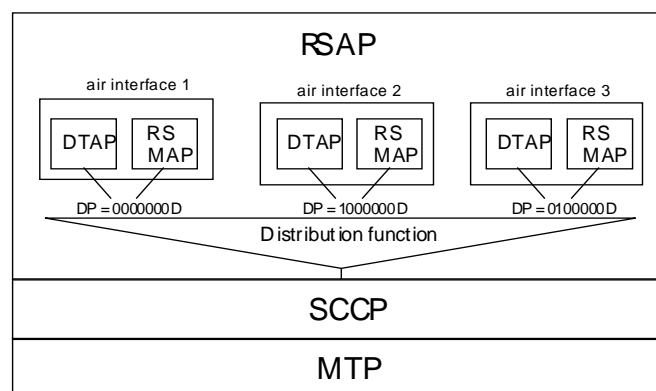 RSAP
air interface 1 air interface 2 air interface 3
DTAP RS MAP DTAP RS MAP DTAP RS MAP
DP = 0000000D DP = 1000000D DP = 0100000D
Distribution function
SCCP
MTP